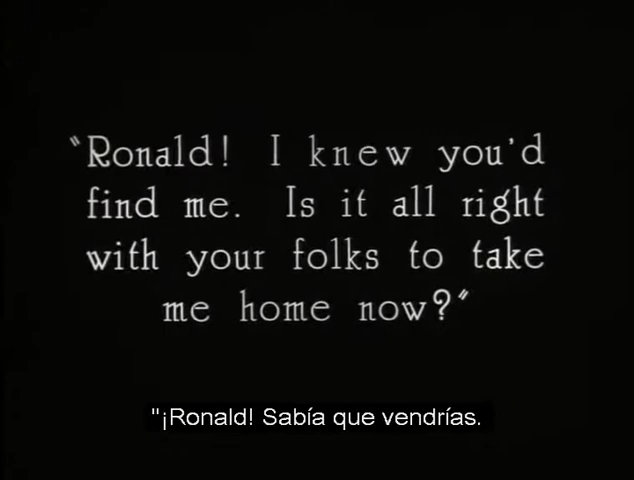 "Ronald! I knew you'd
find me. Is it all right
with your folks to take
me home now?"
"¡Ronald! Sabía que vendrías.